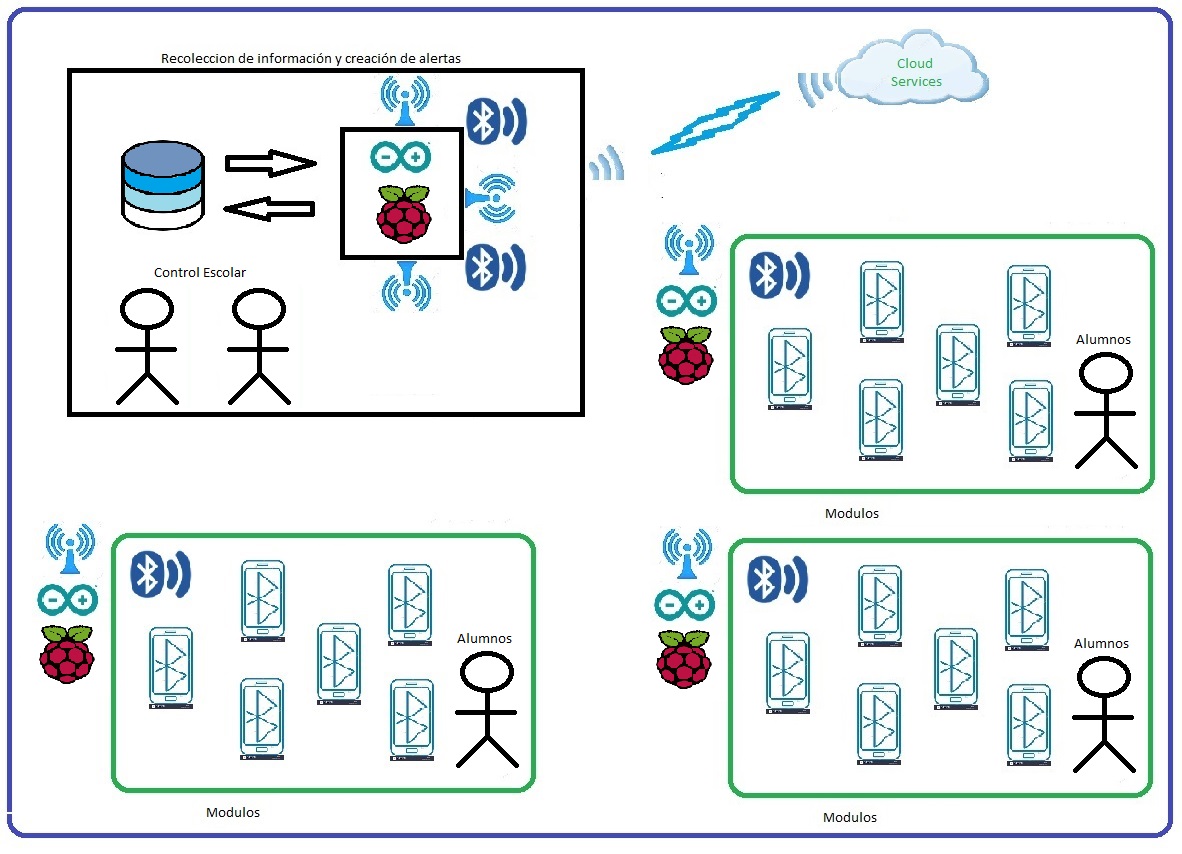 Recoleccion de información y creación de alertas
Cloud
Services
Control Escolar
Alumnos
Modulos
Alumnos
Modulos
Alumnos
Modulos